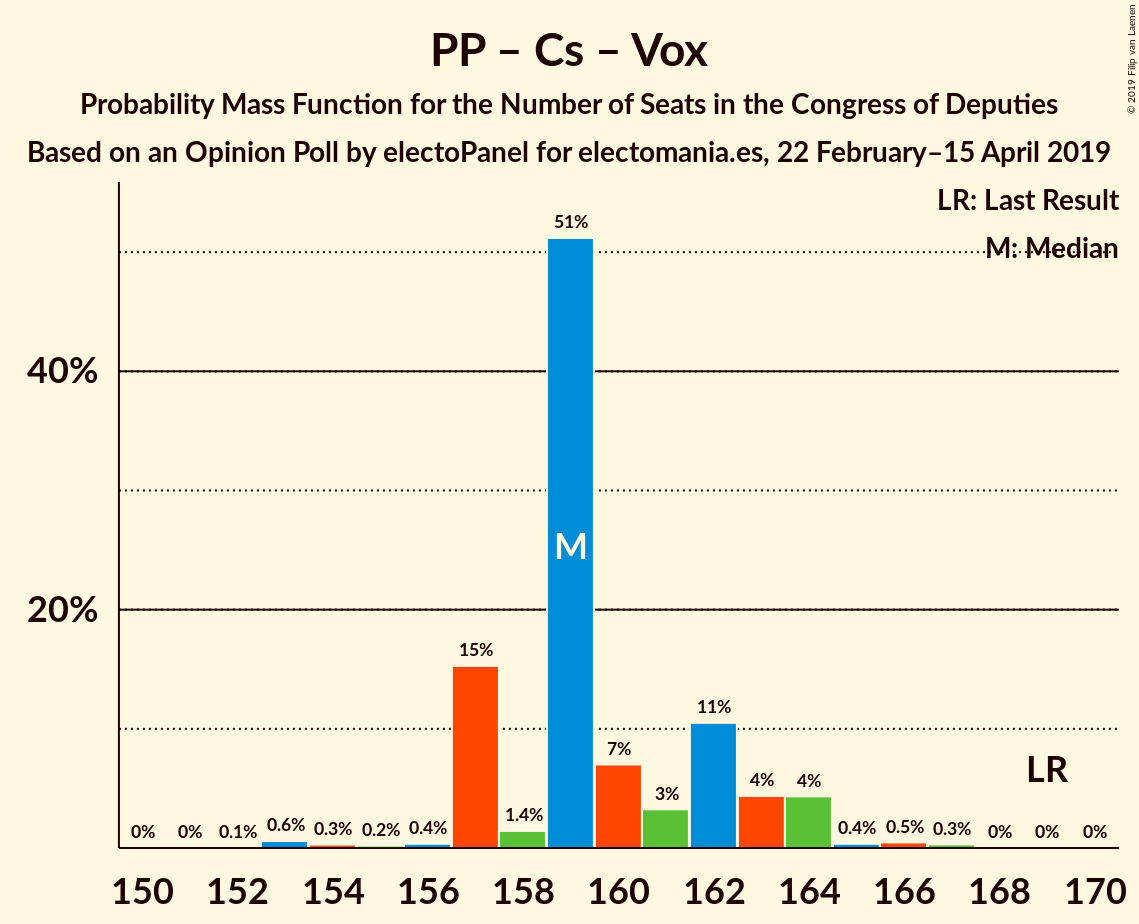 PP – Cs – Vox
Probability Mass Function for the Number of Seats in the Congress of Deputies
Based on an Opinion Poll by electoPanel for electomania.es, 22 February–15 April 2019
© 2019 Filip van Laenen
LR: Last Result
M: Median
51%
40%
M
20%
15%
11%
7%
LR
4%
4%
3%
1.4%
0%
0%
0.1%
0.6%
0.3%
0.2%
0.4%
0.4%
0.5%
0.3%
0%
0%
0%
150 152 154 156 158 160 162 164 166 168 170